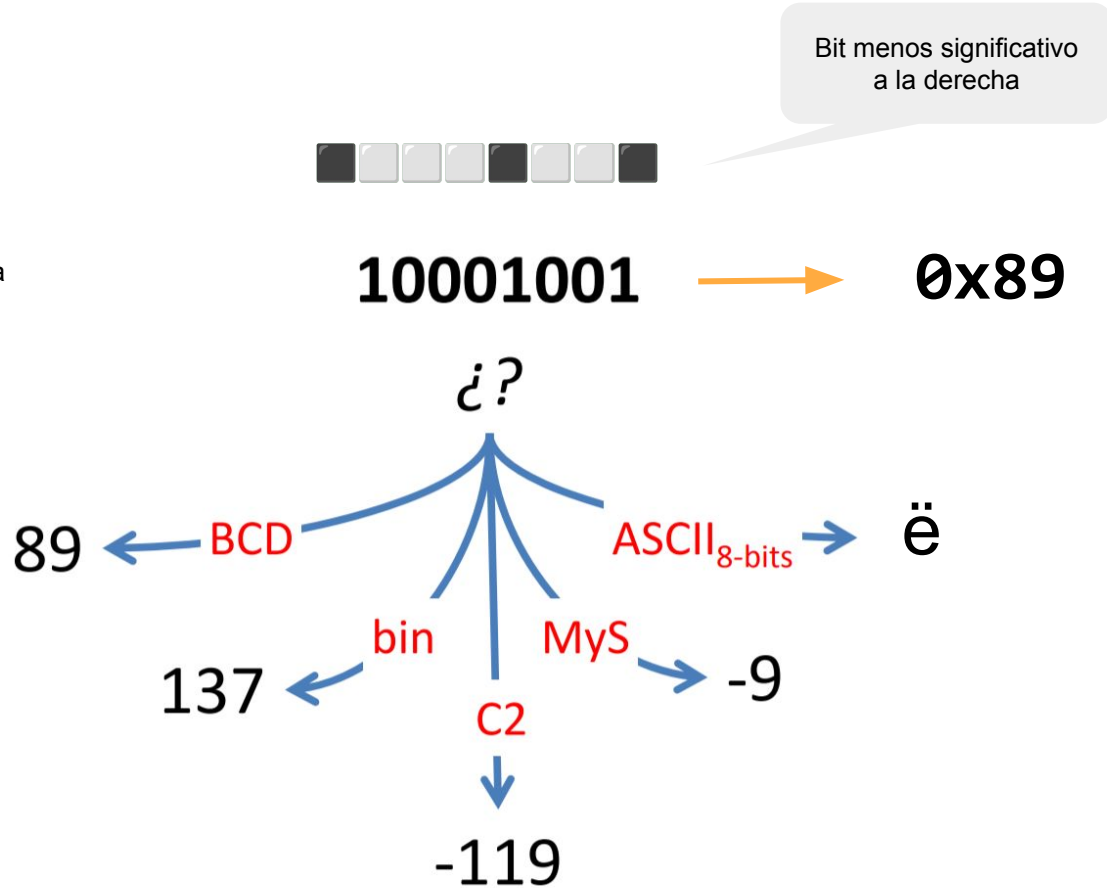 Bit menos significativo
a la derecha
a
10001001
0x89
¿?
89
BCD
ASCII8-bits
ë
bin
MyS
137
-9
C2
-119